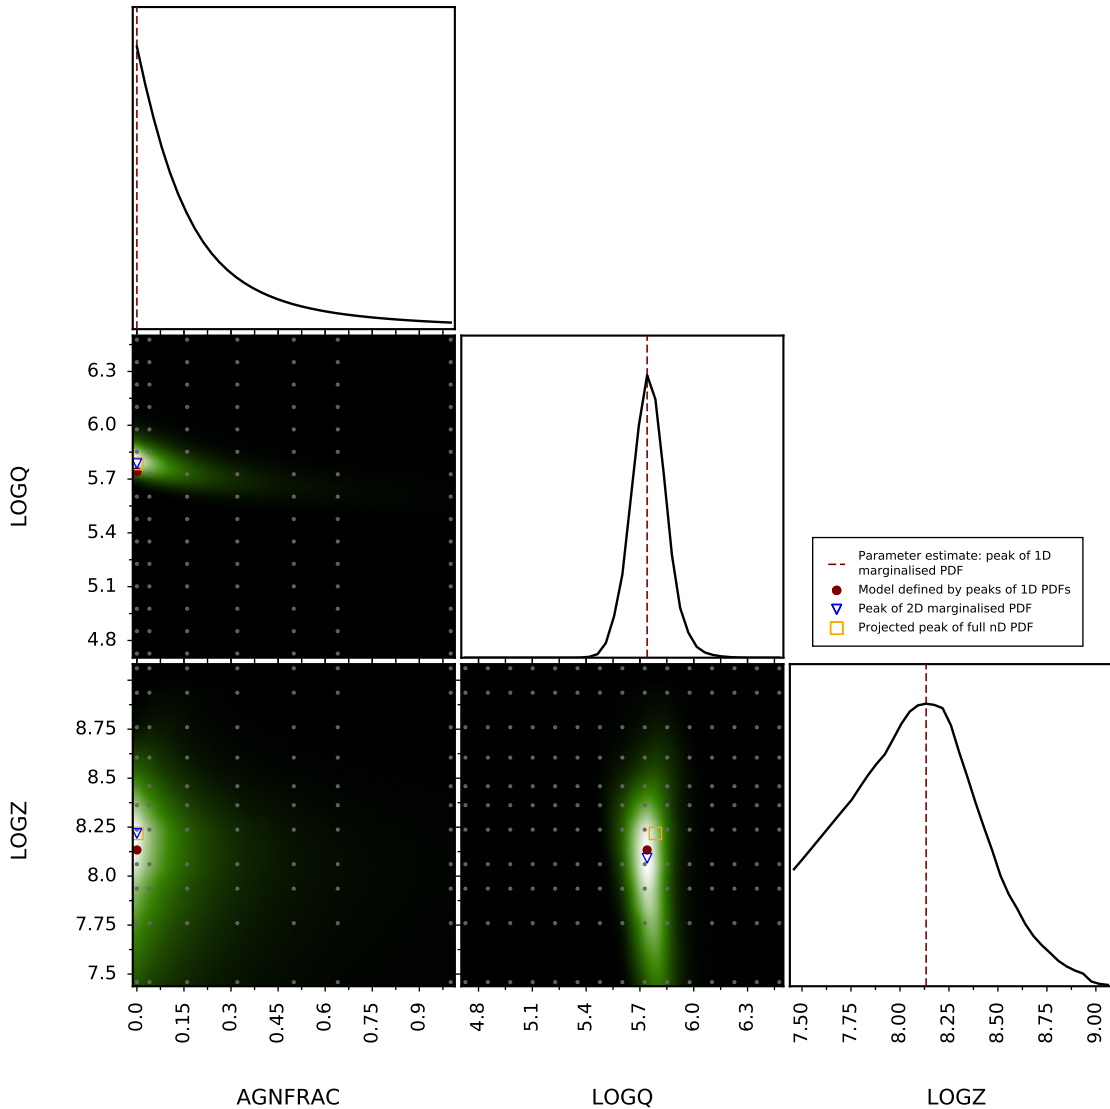 6.3
6.0
5.7
5.4
5.1
4.8
LOGQ
Parameter estimate: peak of 1D
marginalised PDF
Model defined by peaks of 1D PDFs
Peak of 2D marginalised PDF
Projected peak of full nD PDF
8.75
8.5
8.25
8.0
7.75
7.5
LOGZ
0.0 0.15 0.3 0.45 0.6 0.75 0.9
4.8 5.1 5.4 5.7 6.0 6.3
7.50 7.75 8.00 8.25 8.50 8.75 9.00
AGNFRAC
LOGQ
LOGZ